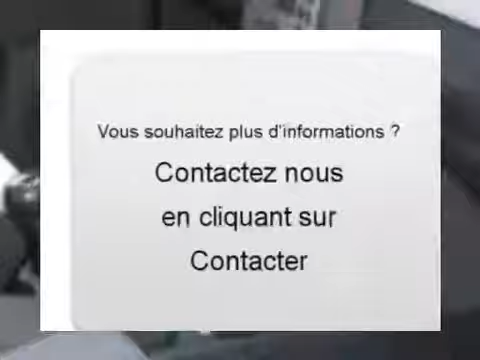 Vous souhaitez plus d'informations ?
Contactez nous
en cliquant sur
Contacter